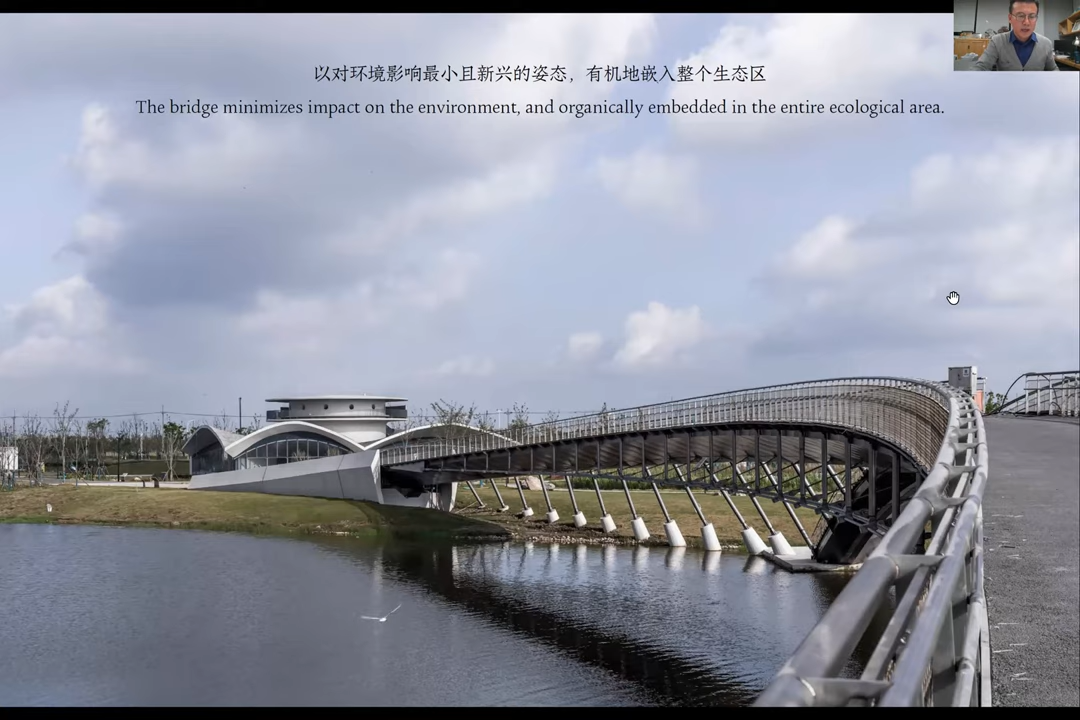 以对环境影响最小且新兴的姿态，有机地嵌入整个生态区
The bridge minimizes impact on the environment, and organically embedded in the entire ecological area.